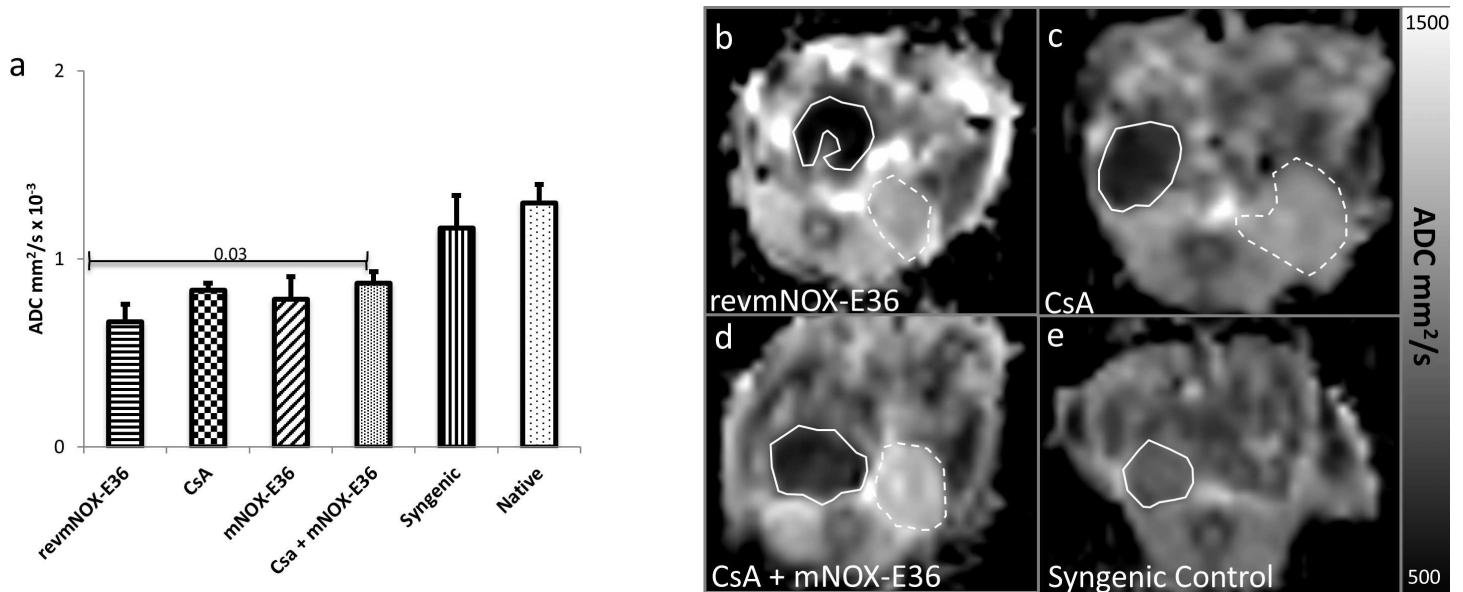 a
2
1
0
ADC mm²/s x 10⁻³
0.03
revmNOX-E36
CsA
mNOX-E36
Csa + mNOX-E36
Syngenic
Native
b
revmNOX-E36
c
CsA
d
CsA + mNOX-E36
e
Syngenic Control
1500
ADC mm²/s
500